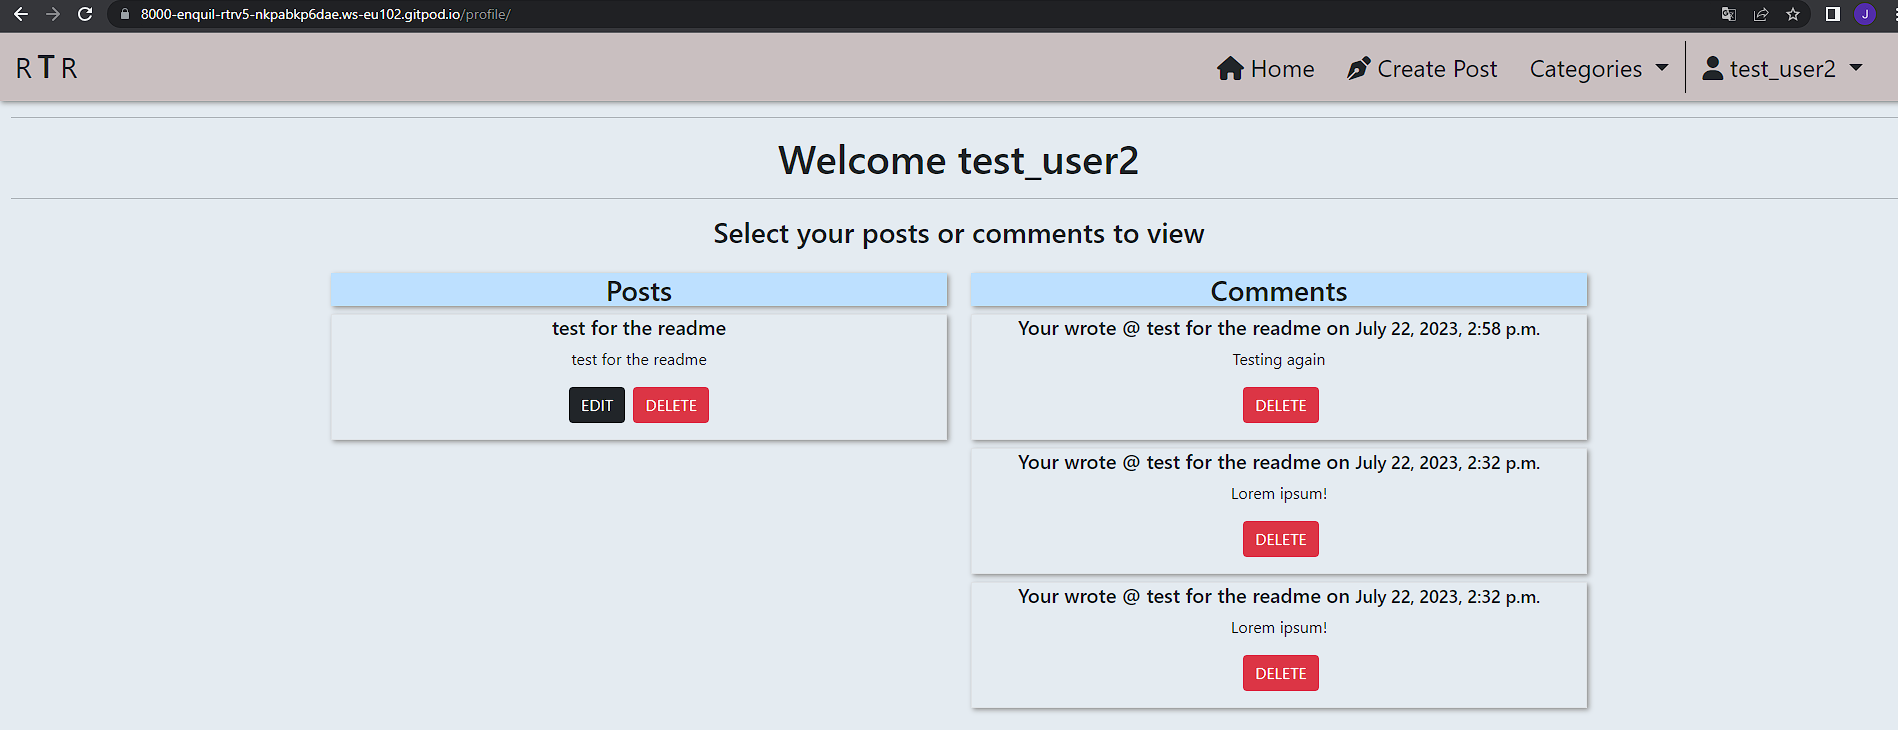 8000-enquil-rtrv5-nkpabkp6dae.ws-eu102.gitpod.io/profile/
J
R T R
Home
Create Post
Categories
test_user2
Welcome test_user2
Select your posts or comments to view
Posts
test for the readme
test for the readme
EDIT DELETE
Comments
Your wrote @ test for the readme on July 22, 2023, 2:58 p.m.
Testing again
DELETE
Your wrote @ test for the readme on July 22, 2023, 2:32 p.m.
Lorem ipsum!
DELETE
Your wrote @ test for the readme on July 22, 2023, 2:32 p.m.
Lorem ipsum!
DELETE